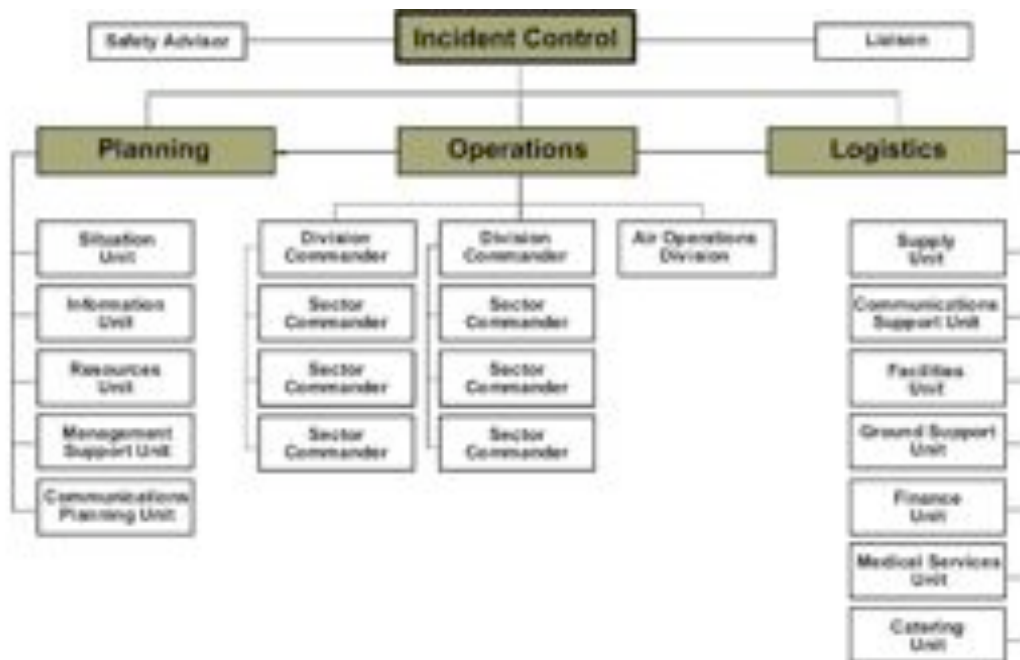 Safety Advisor
Incident Control
Liaison
Planning
Operations
Logistics
Situation
Unit
Information
Unit
Resources
Unit
Management
Support Unit
Communications
Planning Unit
Division
Commander
Sector
Commander
Sector
Commander
Sector
Commander
Division
Commander
Sector
Commander
Sector
Commander
Sector
Commander
Air Operations
Division
Supply
Unit
Communications
Support Unit
Facilities
Unit
Ground Support
Unit
Finance
Unit
Medical Services
Unit
Catering
Unit